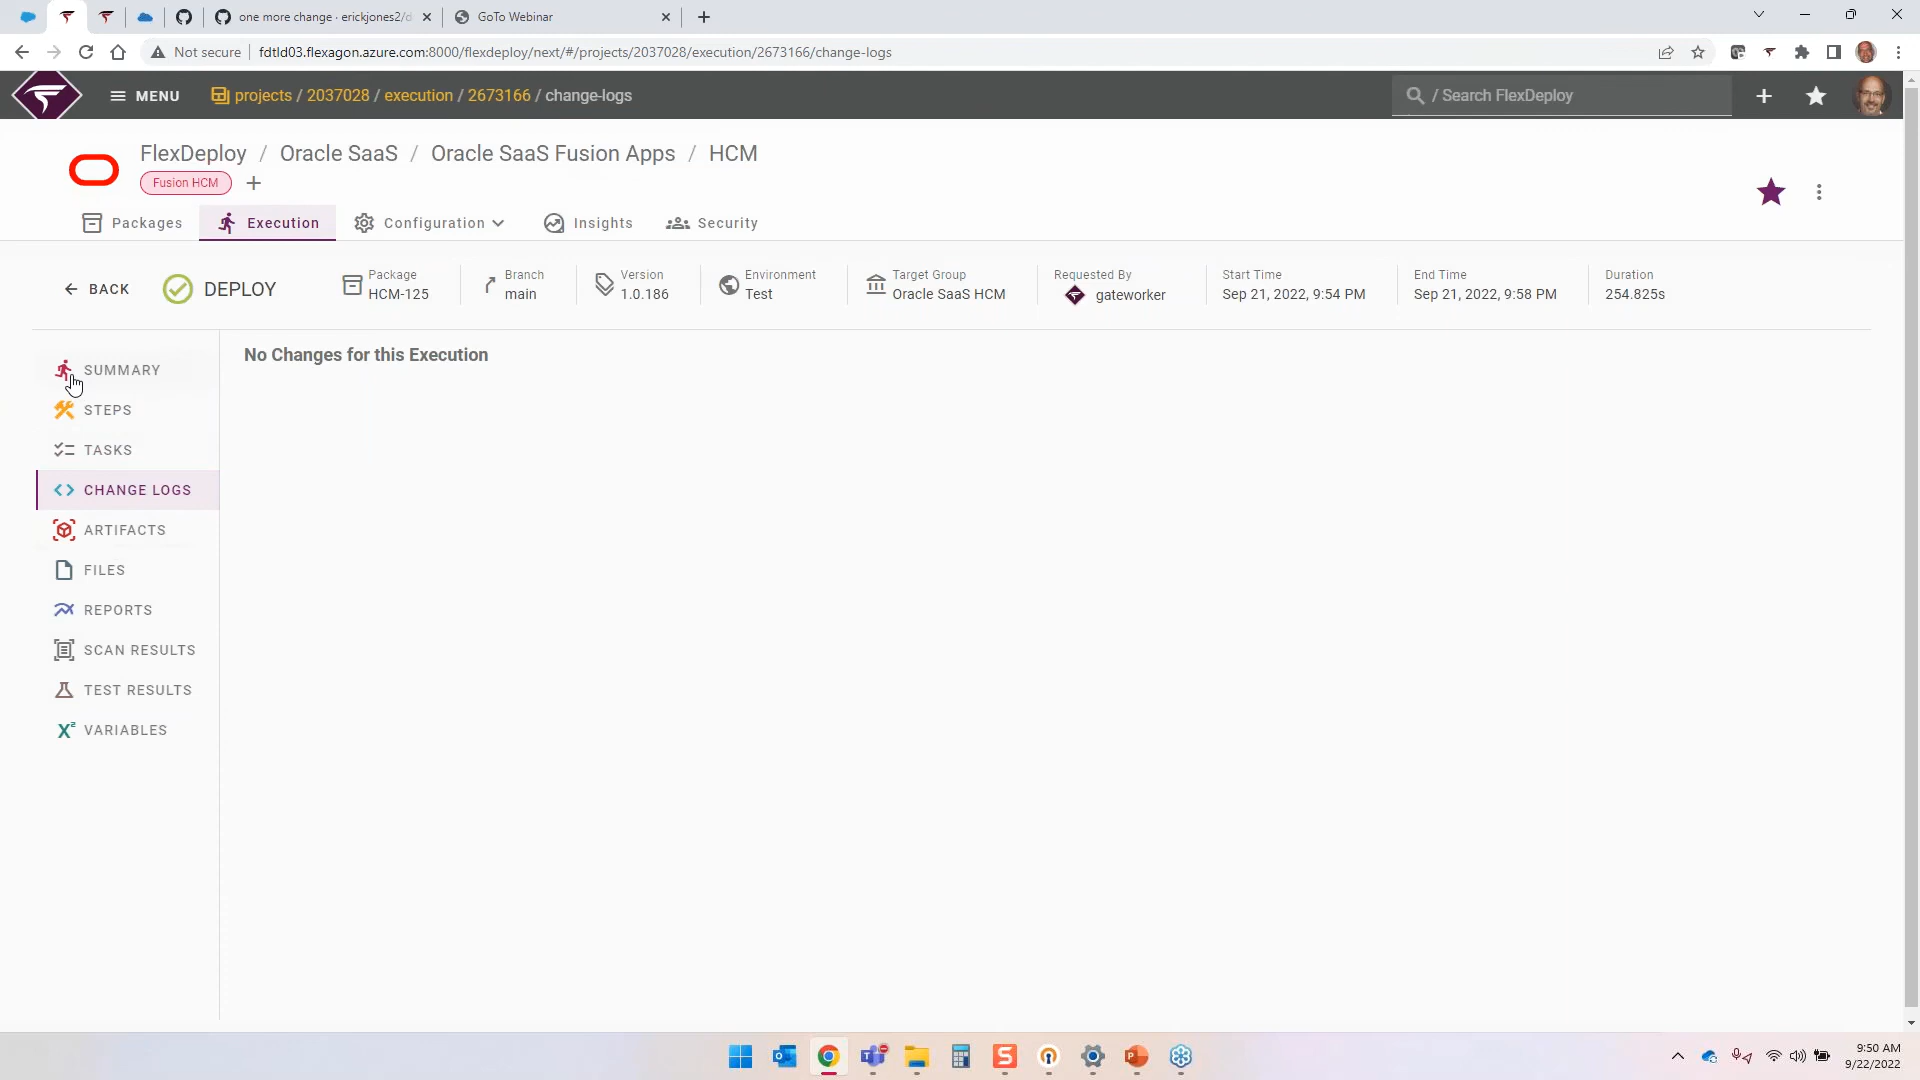 one more change · erickjones2/d
GoTo Webinar
Not secure
fdtld03.flexagon.azure.com:8000/flexdeploy/next/#/projects/2037028/execution/2673166/change-logs
MENU
projects / 2037028 / execution / 2673166 / change-logs
/ Search FlexDeploy
FlexDeploy / Oracle SaaS / Oracle SaaS Fusion Apps / HCM
Fusion HCM
Packages
Execution
Configuration
Insights
Security
BACK
DEPLOY
Package
HCM-125
Branch
main
Version
1.0.186
Environment
Test
Target Group
Oracle SaaS HCM
Requested By
gateworker
Start Time
Sep 21, 2022, 9:54 PM
End Time
Sep 21, 2022, 9:58 PM
Duration
254.825s
SUMMARY
STEPS
TASKS
CHANGE LOGS
ARTIFACTS
FILES
REPORTS
SCAN RESULTS
TEST RESULTS
VARIABLES
No Changes for this Execution
9:50 AM
9/22/2022